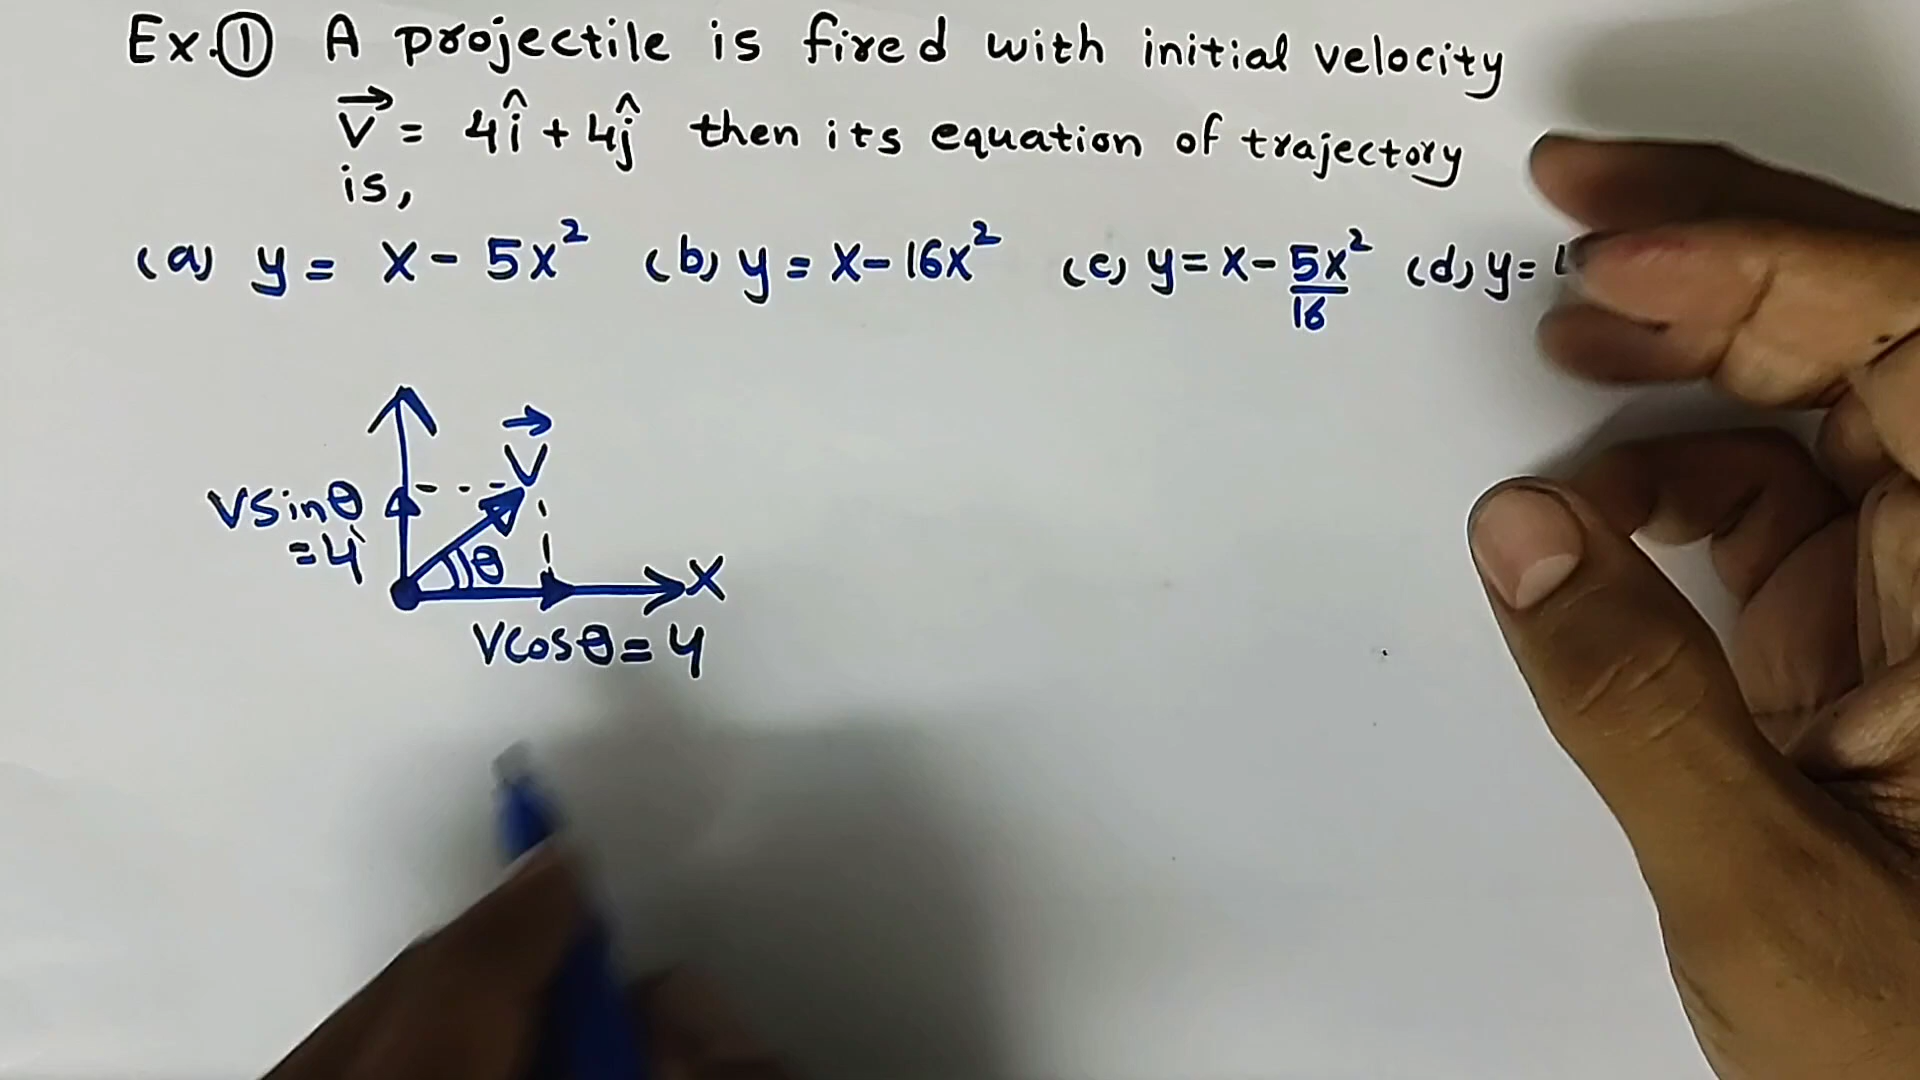 Ex.① A projectile is fired with initial velocity
V⃗ = 4î + 4ĵ then its equation of trajectory
is,
(a) y = x - 5x² (b) y = x - 16x² (c) y = x - 5x²/16 (d) y =
V⃗
VSinθ
= 4
θ
X
VCosθ = 4